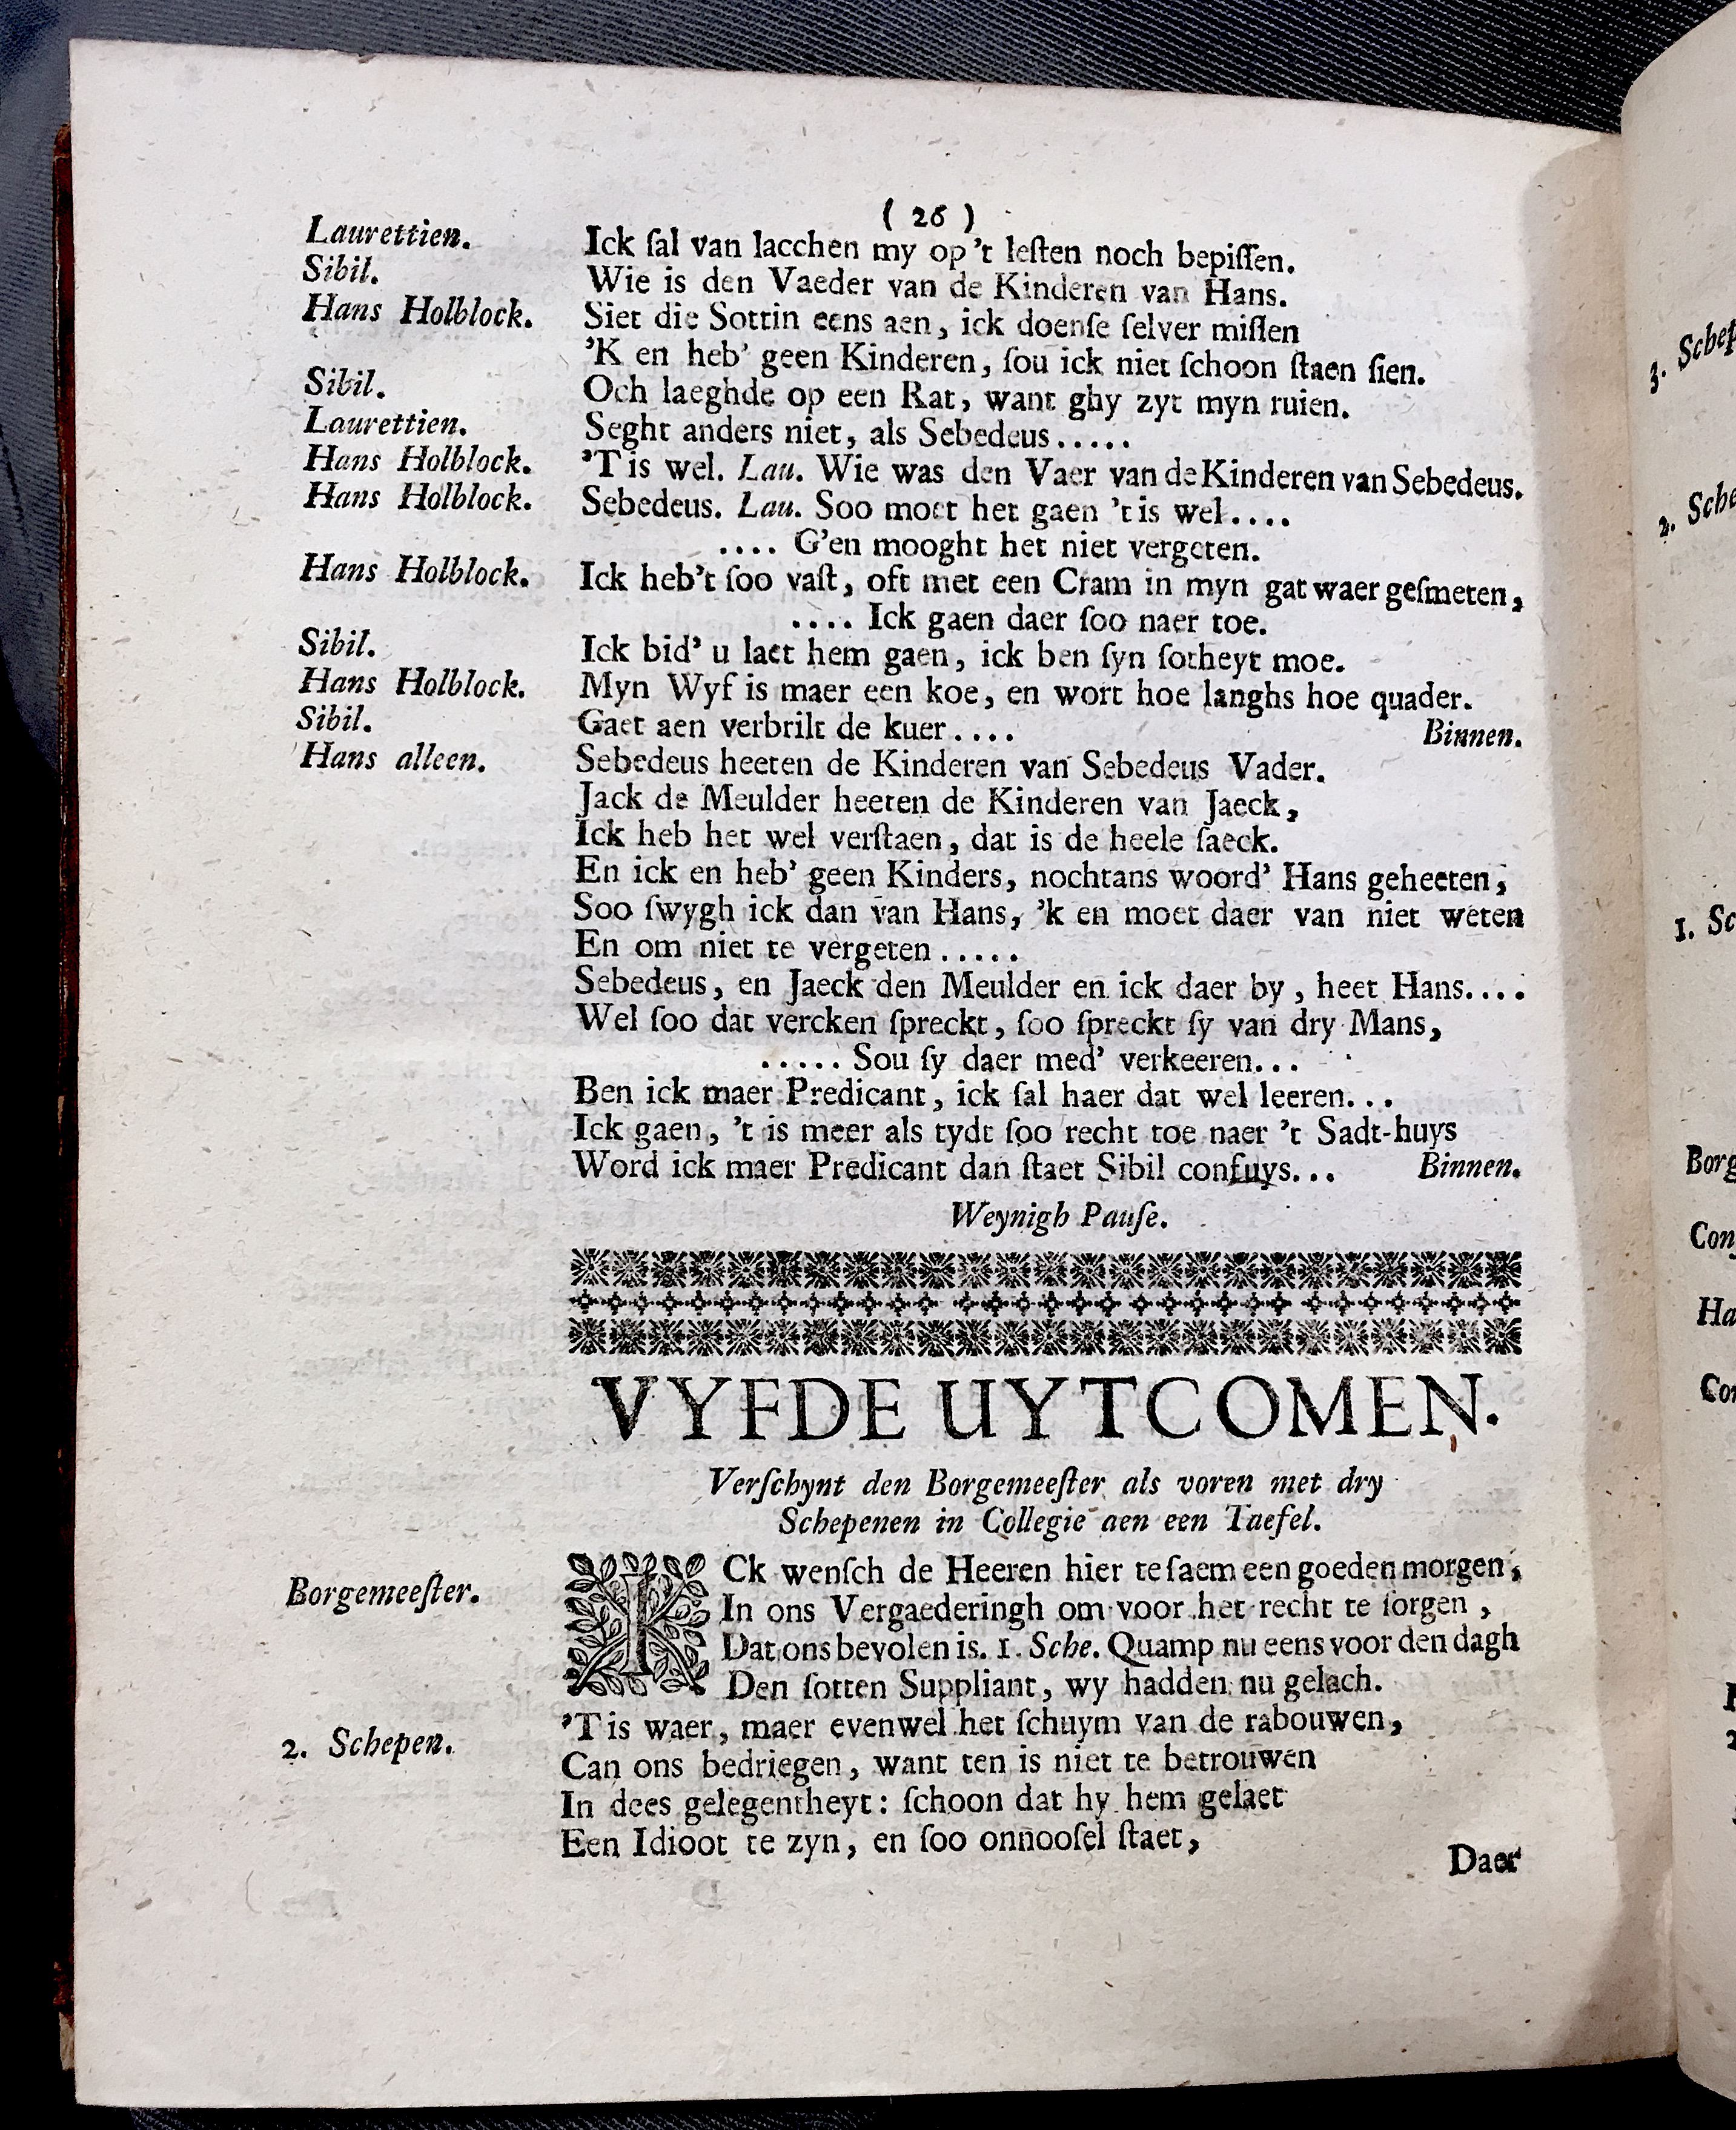 ( 26 )
Laurettien. Ick ſal van lacchen my op 't leſten noch bepiſſen.
Sibil. Wie is den Vaeder van de Kinderen van Hans.
Hans Holblock. Siet die Sottin eens aen, ick doenſe ſelver miſſen
'K en heb' geen Kinderen, ſou ick niet ſchoon ſtaen ſien.
Sibil. Och laeghde op een Rat, want ghy zyt myn ruien.
Laurettien. Seght anders niet, als Sebedeus.....
Hans Holblock. 'T is wel. Lau. Wie was den Vaer van de Kinderen van Sebedeus.
Hans Holblock. Sebedeus. Lau. Soo moet het gaen 't is wel....
.... G'en mooght het niet vergeten.
Hans Holblock. Ick heb't ſoo vaſt, oft met een Cram in myn gat waer geſmeten,
.... Ick gaen daer ſoo naer toe.
Sibil. Ick bid' u laet hem gaen, ick ben ſyn ſotheyt moe.
Hans Holblock. Myn Wyf is maer een koe, en wort hoe langhs hoe quader.
Sibil. Gaet aen verbrilt de kuer.... Binnen.
Hans alleen. Sebedeus heeten de Kinderen van Sebedeus Vader.
Jack de Meulder heeten de Kinderen van Jaeck,
Ick heb het wel verſtaen, dat is de heele ſaeck.
En ick en heb' geen Kinders, nochtans woord' Hans geheeten,
Soo ſwygh ick dan van Hans, 'k en moet daer van niet weten
En om niet te vergeten.....
Sebedeus, en Jaeck den Meulder en ick daer by, heet Hans....
Wel ſoo dat vercken ſpreckt, ſoo ſpreckt ſy van dry Mans,
..... Sou ſy daer med' verkeeren...
Ben ick maer Predicant, ick ſal haer dat wel leeren...
Ick gaen, 't is meer als tydt ſoo recht toe naer 't Sadt-huys
Word ick maer Predicant dan ſtaet Sibil confuys... Binnen.
Weynigh Pauſe.
VYFDE UYTCOMEN.
Verſchynt den Borgemeeſter als voren met dry
Schepenen in Collegie aen een Taefel.
Borgemeeſter. ICk wenſch de Heeren hier te ſaem een goeden morgen,
In ons Vergaederingh om voor het recht te ſorgen,
Dat ons bevolen is. 1. Sche. Quamp nu eens voor den dagh
Den ſotten Suppliant, wy hadden nu gelach.
2. Schepen. 'T is waer, maer evenwel het ſchuym van de rabouwen,
Can ons bedriegen, want ten is niet te betrouwen
In dees gelegentheyt: ſchoon dat hy hem gelaet
Een Idioot te zyn, en ſoo onnooſel ſtaet,
Daer
3. Schep
2. Sche
1. Sc
Borg
Con
Ha
Cor